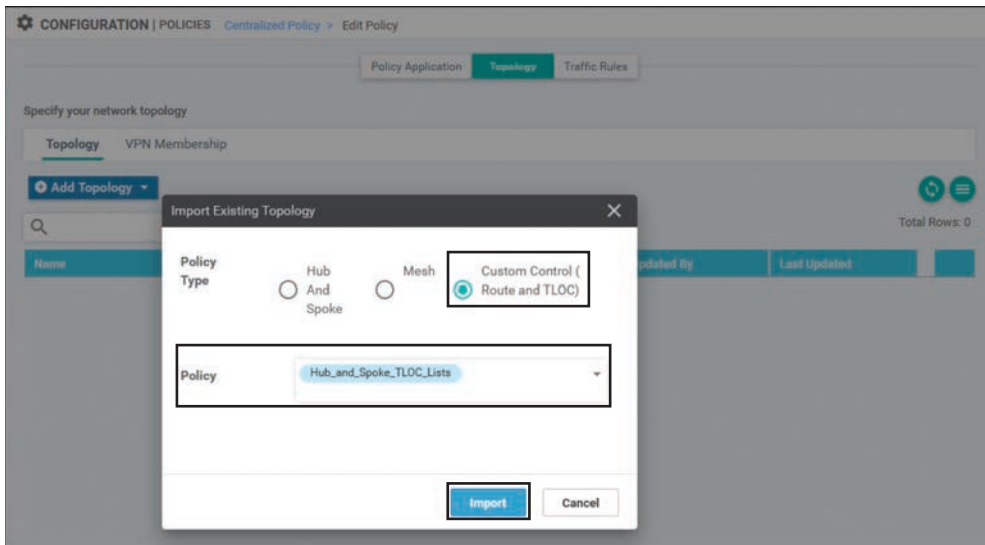 CONFIGURATION | POLICIES Centralized Policy > Edit Policy
Policy Application Topology Traffic Rules
Specify your network topology
Topology VPN Membership
Add Topology
Total Rows: 0
Import Existing Topology
Name
pdated By Last Updated
Policy Type
Hub And Spoke
Mesh
Custom Control (
Route and TLOC)
Policy Hub_and_Spoke_TLOC_Lists
Import Cancel